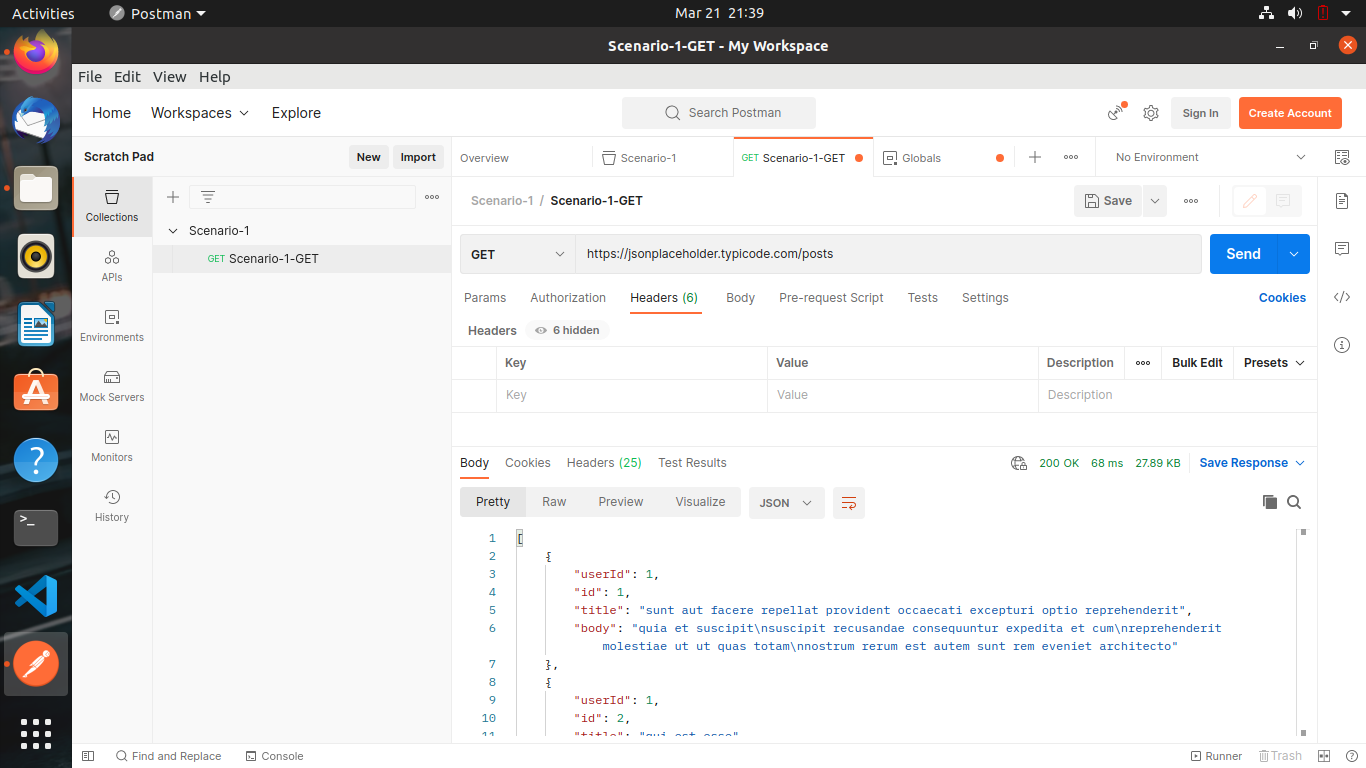 Activities Postman Mar 21 21:39
Scenario-1-GET - My Workspace
File Edit View Help
Home Workspaces Explore Search Postman Sign In Create Account
Scratch Pad New Import Overview Scenario-1 GET Scenario-1-GET Globals No Environment
Collections
APIs
Environments
Mock Servers
Monitors
History
Scenario-1
GET Scenario-1-GET
Scenario-1 / Scenario-1-GET Save
GET https://jsonplaceholder.typicode.com/posts Send
Params Authorization Headers (6) Body Pre-request Script Tests Settings Cookies
Headers 6 hidden
Key Value Description Bulk Edit Presets
Key Value Description
Body Cookies Headers (25) Test Results 200 OK 68 ms 27.89 KB Save Response
Pretty Raw Preview Visualize JSON
1 [
2 {
3 "userId": 1,
4 "id": 1,
5 "title": "sunt aut facere repellat provident occaecati excepturi optio reprehenderit",
6 "body": "quia et suscipit\nsuscipit recusandae consequuntur expedita et cum\nreprehenderit
molestiae ut ut quas totam\nnostrum rerum est autem sunt rem eveniet architecto"
7 },
8 {
9 "userId": 1,
10 "id": 2,
11 "title": "qui est esse"
Find and Replace Console Runner Trash